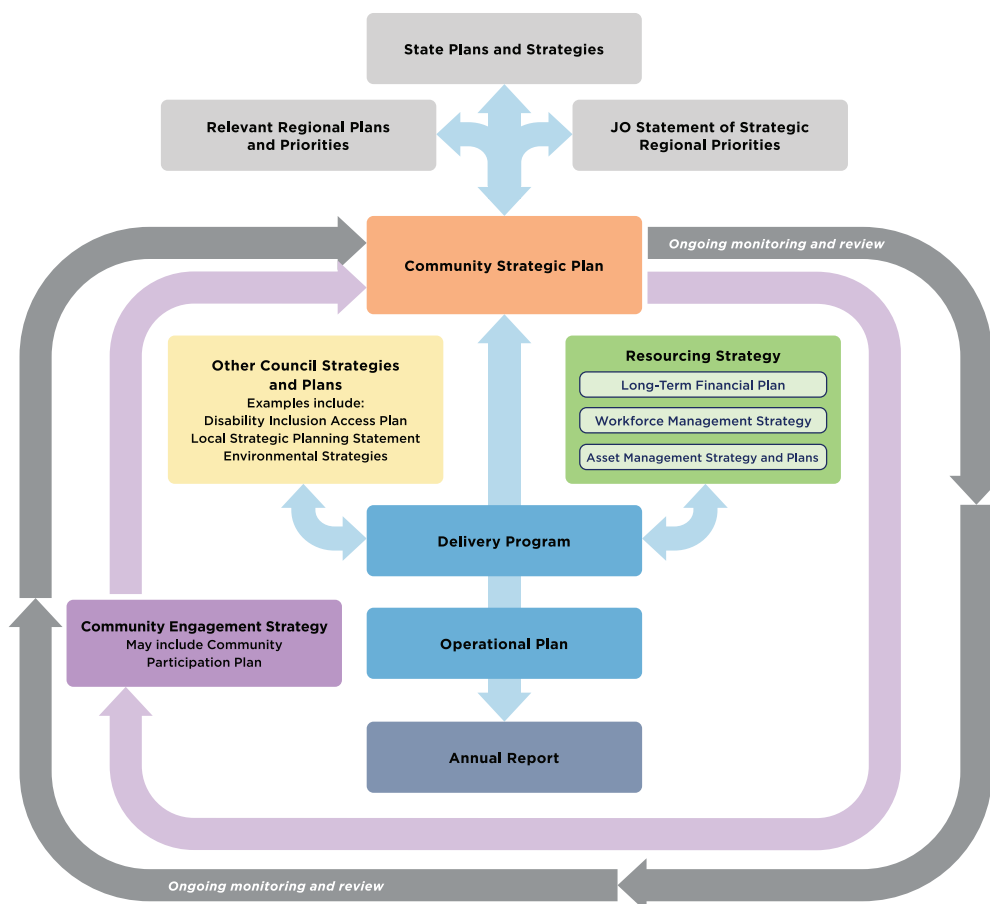 State Plans and Strategies
Relevant Regional Plans
and Priorities
JO Statement of Strategic
Regional Priorities
Community Strategic Plan
Ongoing monitoring and review
Other Council Strategies
and Plans
Examples include:
Disability Inclusion Access Plan
Local Strategic Planning Statement
Environmental Strategies
Resourcing Strategy
Long-Term Financial Plan
Workforce Management Strategy
Asset Management Strategy and Plans
Delivery Program
Community Engagement Strategy
May include Community
Participation Plan
Operational Plan
Annual Report
Ongoing monitoring and review